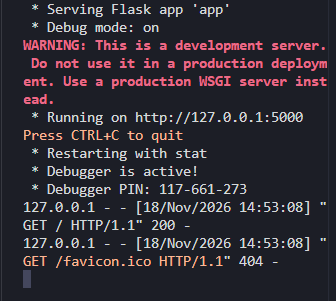 * Serving Flask app 'app'
* Debug mode: on
WARNING: This is a development server.
Do not use it in a production deploym
ent. Use a production WSGI server inst
ead.
* Running on http://127.0.0.1:5000
Press CTRL+C to quit
* Restarting with stat
* Debugger is active!
* Debugger PIN: 117-661-273
127.0.0.1 - - [18/Nov/2026 14:53:08] "
GET / HTTP/1.1" 200 -
127.0.0.1 - - [18/Nov/2026 14:53:08] "
GET /favicon.ico HTTP/1.1" 404 -